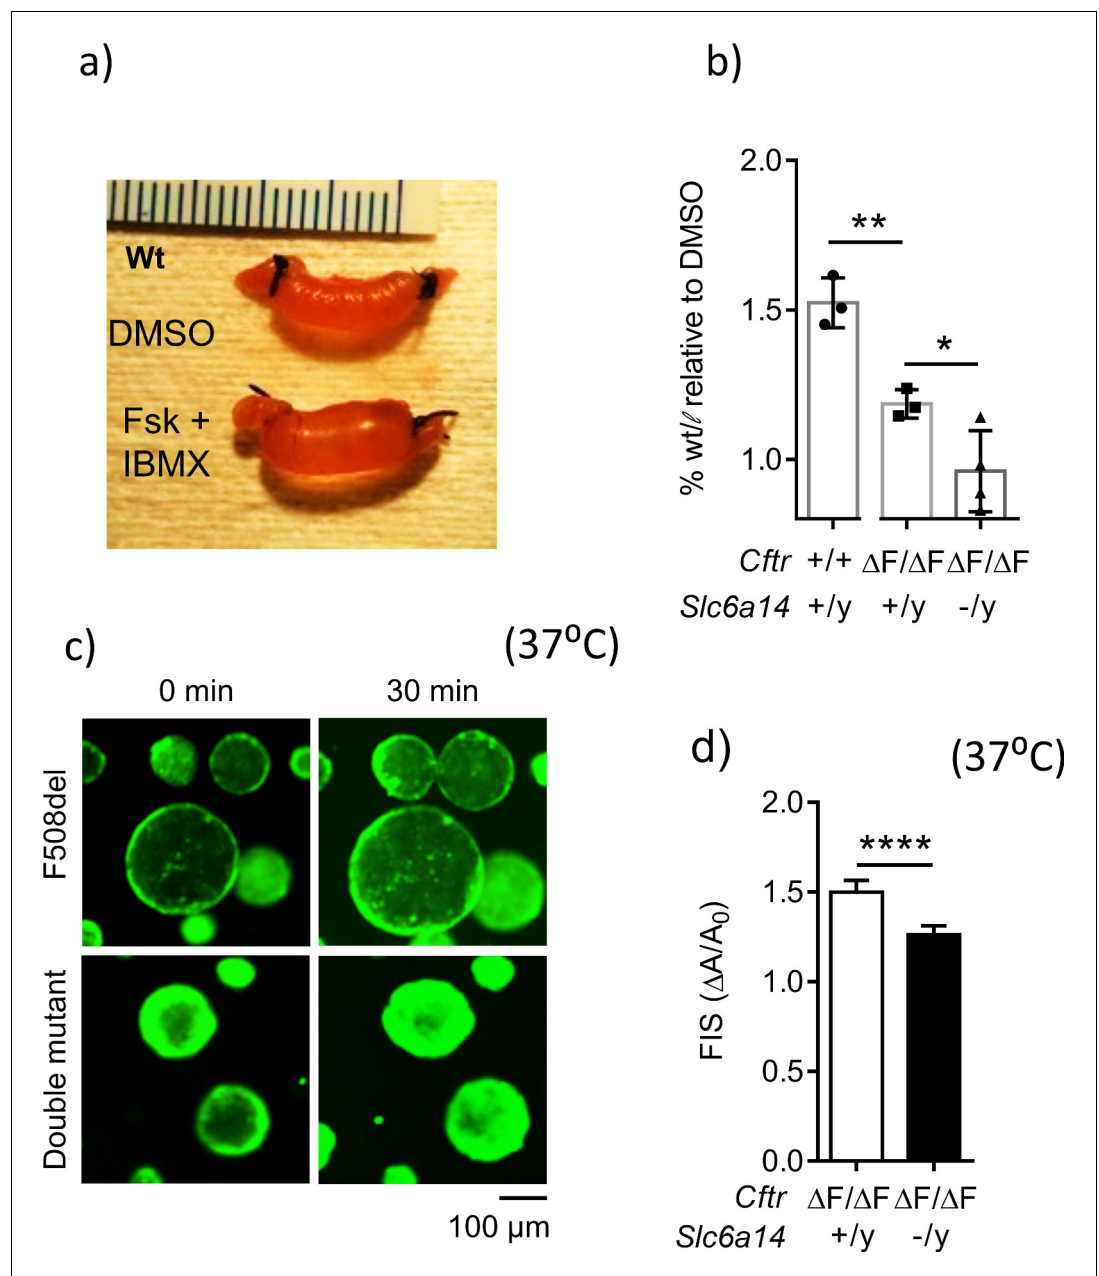 a)
Wt
DMSO
Fsk +
IBMX
b)
% wt/ℓ relative to DMSO
2.0
1.5
1.0
**
*
Cftr +/+ ΔF/ΔF ΔF/ΔF
Slc6a14 +/y +/y -/y
c)
(37⁰C)
0 min 30 min
F508del
Double mutant
100 µm
d)
(37⁰C)
FIS (ΔA/A₀)
2.0
1.5
1.0
0.5
0.0
****
Cftr ΔF/ΔF ΔF/ΔF
Slc6a14 +/y -/y